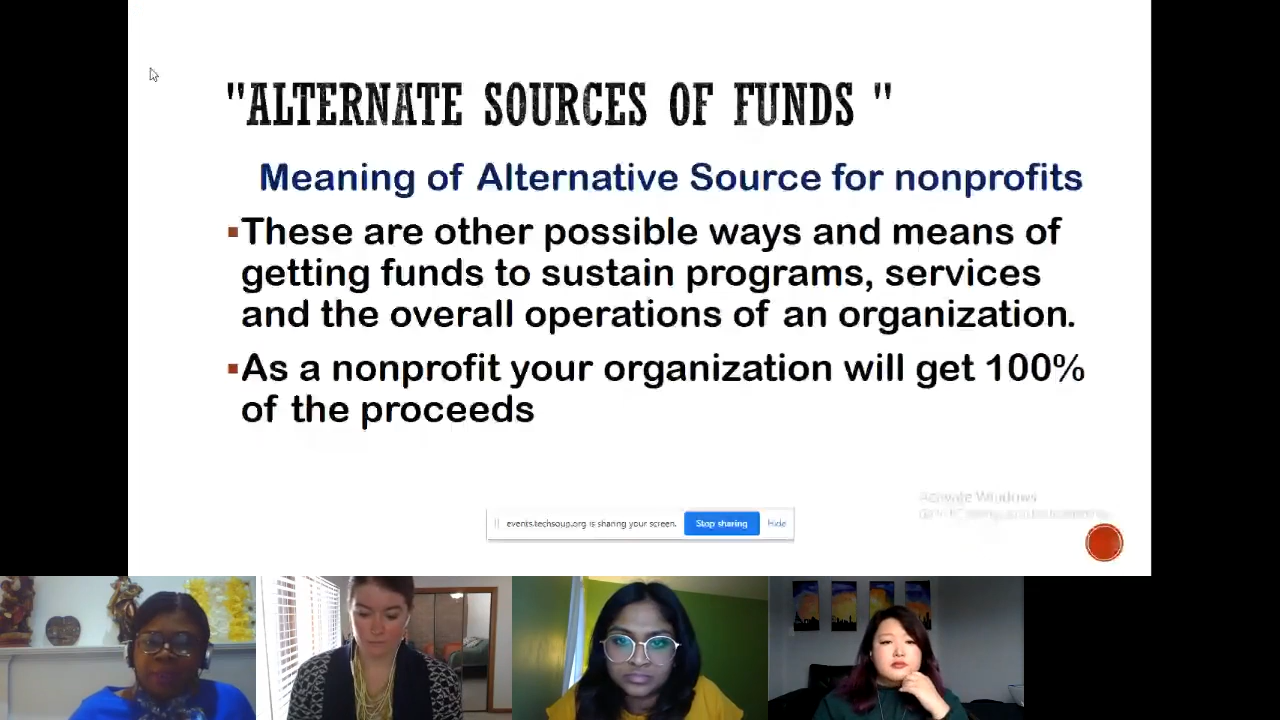 "ALTERNATE SOURCES OF FUNDS "
Meaning of Alternative Source for nonprofits
▪These are other possible ways and means of
getting funds to sustain programs, services
and the overall operations of an organization.
▪As a nonprofit your organization will get 100%
of the proceeds
Activate Windows
events.techsoup.org is sharing your screen. Stop sharing Hide